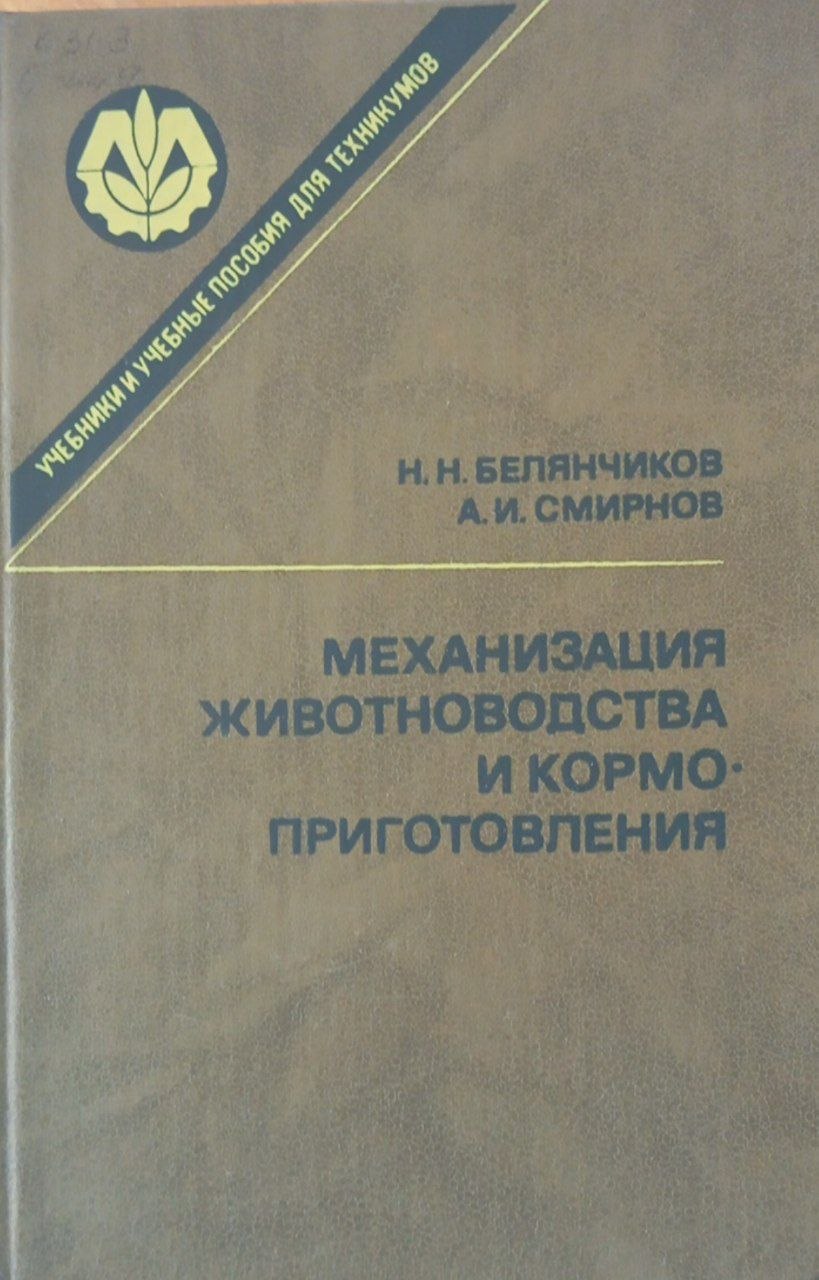 УЧЕБНИКИ И УЧЕБНЫЕ ПОСОБИЯ ДЛЯ ТЕХНИКУМОВ
Н. Н. БЕЛЯНЧИКОВ
А. И. СМИРНОВ
МЕХАНИЗАЦИЯ
ЖИВОТНОВОДСТВА
И КОРМО-
ПРИГОТОВЛЕНИЯ